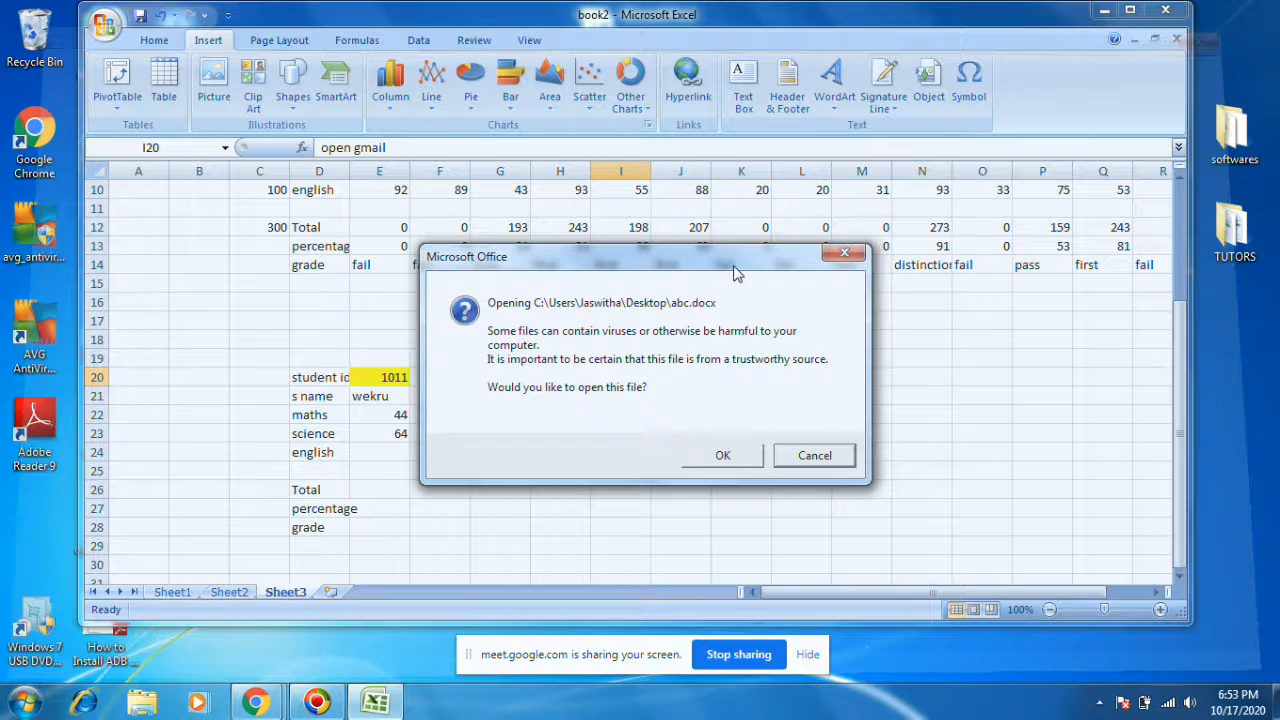 book2 - Microsoft Excel
Home Insert Page Layout Formulas Data Review View
PivotTable Table Picture Clip Art Shapes SmartArt Column Line Pie Bar Area Scatter Other Charts Hyperlink Text Box Header & Footer WordArt Signature Line Object Symbol
Tables Illustrations Charts Links Text
I20 fx open gmail
A B C D E F G H I J K L M N O P Q R
10 100 english 92 89 43 93 55 88 20 20 31 93 33 75 53
11
12 300 Total 0 0 193 243 198 207 0 0 0 273 0 159 243
13 percentag 0 91 0 53 81
14 grade fail distinction fail pass first fail
15
16
17
18
19
20 student id 1011
21 s name wekru
22 maths 44
23 science 64
24 english
25
26 Total
27 percentage
28 grade
29
30
31
Microsoft Office
Opening C:\Users\Jaswitha\Desktop\abc.docx
Some files can contain viruses or otherwise be harmful to your
computer.
It is important to be certain that this file is from a trustworthy source.
Would you like to open this file?
OK Cancel
Sheet1 Sheet2 Sheet3
Ready 100%
meet.google.com is sharing your screen. Stop sharing Hide
Recycle Bin
Google
Chrome
avg_antivir...
AVG
AntiVir...
Adobe
Reader 9
Windows 7
USB DVD...
How to
Install ADB ...
softwares
TUTORS
6:53 PM
10/17/2020